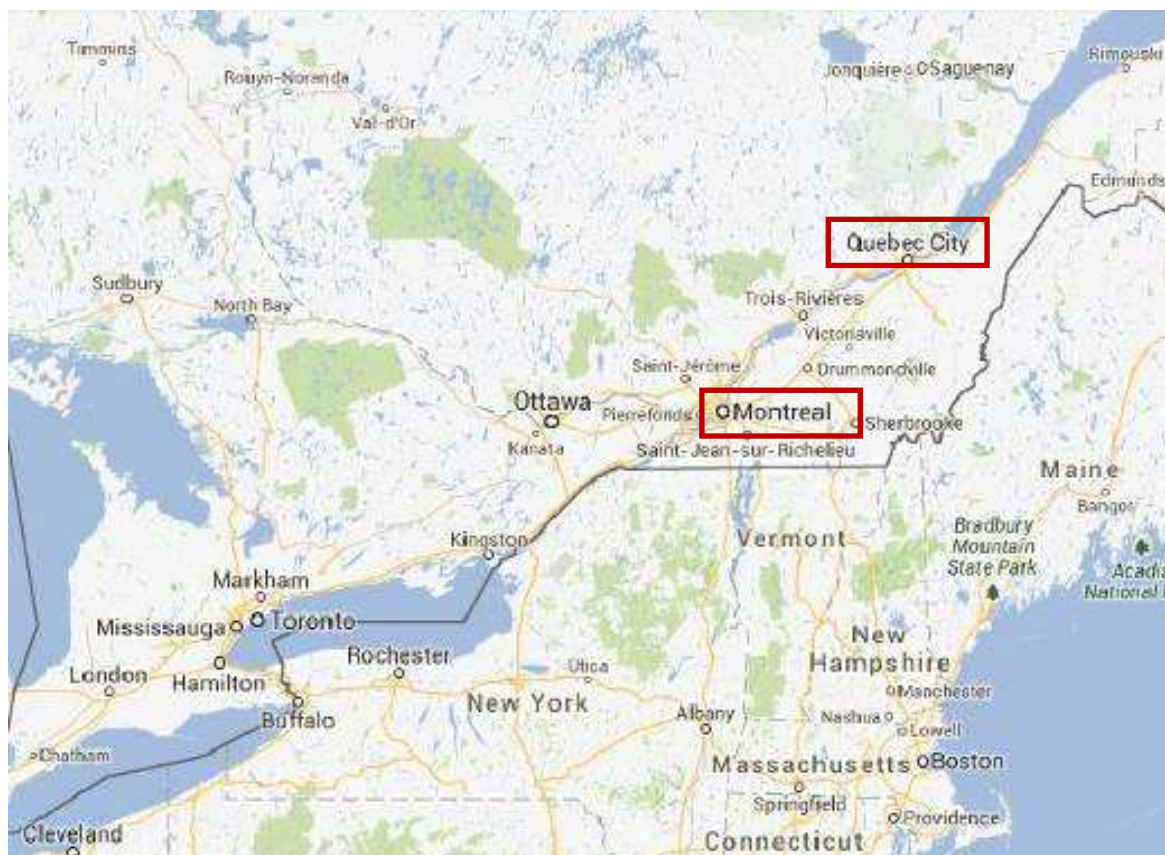 Timmins
Rouyn-Noranda
Val-d'Or
Jonquière
Saguenay
Rimouski
Edmunds
Quebec City
Sudbury
North Bay
Trois-Rivières
Victoriaville
Saint-Jérôme
Drummondville
Ottawa
Pierrefonds
Montreal
Sherbrooke
Kanata
Saint-Jean-sur-Richelieu
Maine
Bangor
Kingston
Vermont
Bradbury
Mountain
State Park
Acadia
National
Markham
Toronto
Mississauga
New
Hampshire
Rochester
Utica
London
Hamilton
Manchester
New York
Buffalo
Albany
Nashua
Lowell
Chatham
Massachusetts
Boston
Springfield
Providence
Cleveland
Connecticut